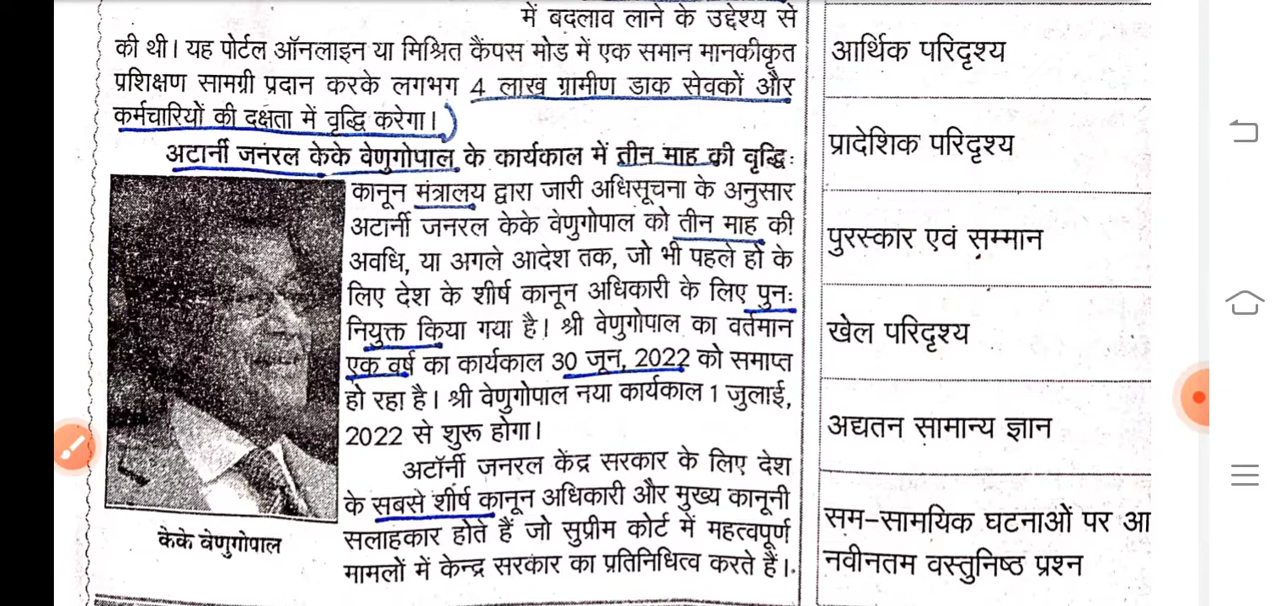 में बदलाव लाने के उद्देश्य से
की थी। यह पोर्टल ऑनलाइन या मिश्रित कैंपस मोड में एक समान मानकीकृत
प्रशिक्षण सामग्री प्रदान करके लगभग 4 लाख ग्रामीण डाक सेवकों और
कर्मचारियों की दक्षता में वृद्धि करेगा।
अटार्नी जनरल केके वेणुगोपाल के कार्यकाल में तीन माह की वृद्धि:
कानून मंत्रालय द्वारा जारी अधिसूचना के अनुसार
अटार्नी जनरल केके वेणुगोपाल को तीन माह की
अवधि, या अगले आदेश तक, जो भी पहले हो के
लिए देश के शीर्ष कानून अधिकारी के लिए पुनः
नियुक्त किया गया है। श्री वेणुगोपाल का वर्तमान
एक वर्ष का कार्यकाल 30 जून, 2022 को समाप्त
हो रहा है। श्री वेणुगोपाल नया कार्यकाल 1 जुलाई,
2022 से शुरू होगा।
अटॉर्नी जनरल केंद्र सरकार के लिए देश
के सबसे शीर्ष कानून अधिकारी और मुख्य कानूनी
सलाहकार होते हैं जो सुप्रीम कोर्ट में महत्वपूर्ण
मामलों में केन्द्र सरकार का प्रतिनिधित्व करते हैं।
केके वेणुगोपाल
आर्थिक परिदृश्य
प्रादेशिक परिदृश्य
पुरस्कार एवं सम्मान
खेल परिदृश्य
अद्यतन सामान्य ज्ञान
सम-सामयिक घटनाओं पर आ
नवीनतम वस्तुनिष्ठ प्रश्न